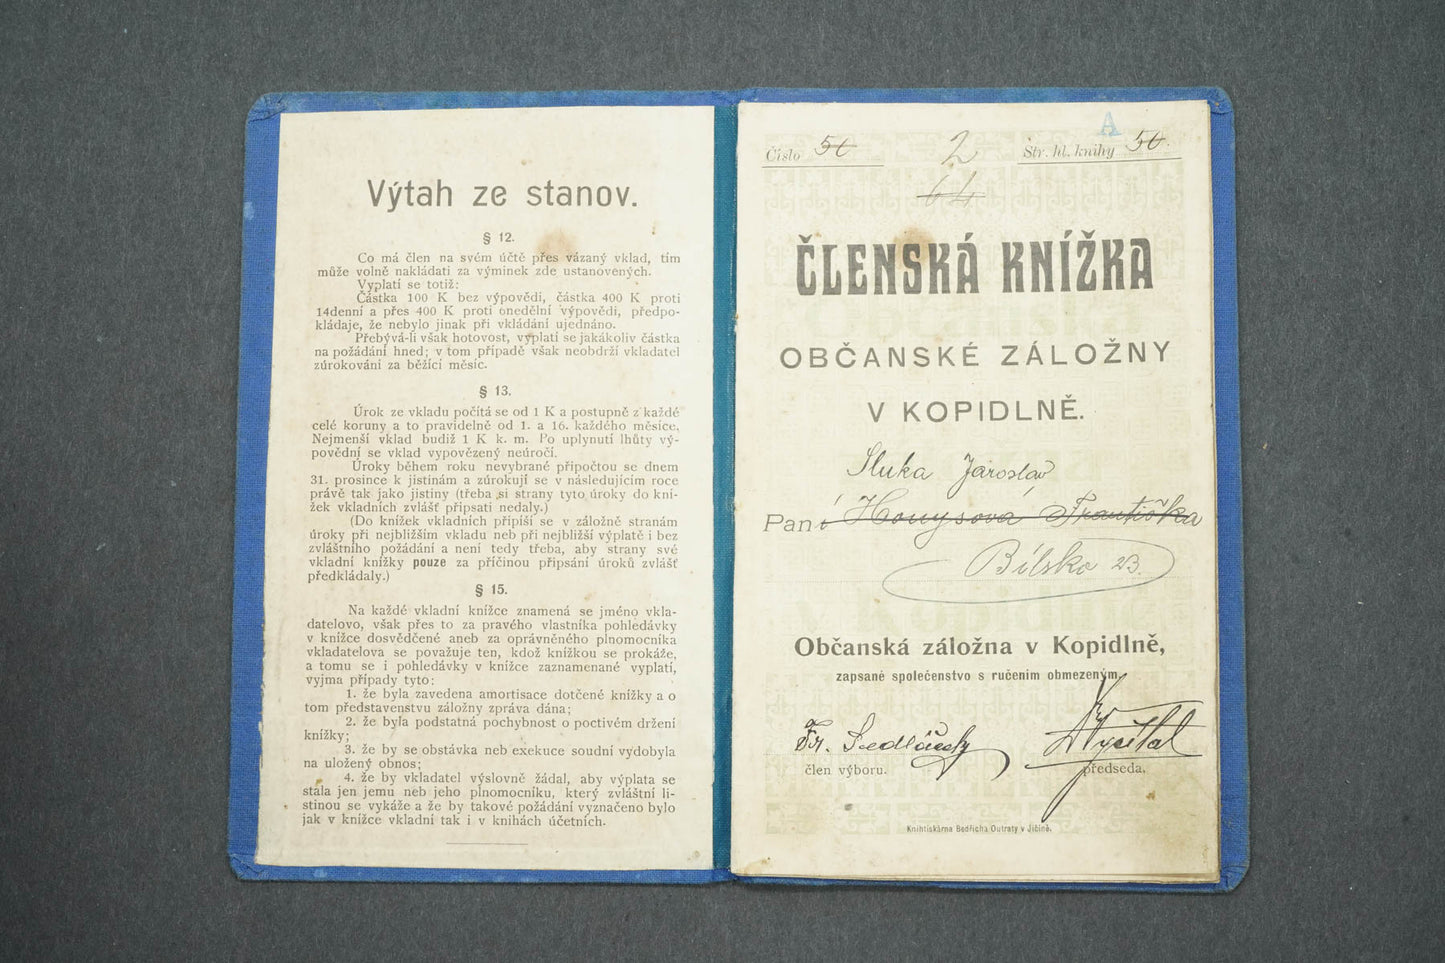 Výtah ze stanov.
§ 12.
Co má člen na svém účtě přes vázaný vklad, tím
může volně nakládati za výminek zde ustanovených.
Vyplatí se totiž:
Částka 100 K bez výpovědi, částka 400 K proti
14denní a přes 400 K proti onedělní výpovědi, předpo-
kládaje, že nebylo jinak při vkládání ujednáno.
Přebývá-li však hotovost, vyplatí se jakákoliv částka
na požádání hned; v tom případě však neobdrží vkladatel
zúrokování za běžící měsíc.
§ 13.
Úrok ze vkladu počítá se od 1 K a postupně z každé
celé koruny a to pravidelně od 1. a 16. každého měsíce.
Nejmenší vklad budiž 1 K k. m. Po uplynutí lhůty vý-
povědní se vklad vypovězený neúročí.
Úroky během roku nevybrané připočtou se dnem
31. prosince k jistinám a zúrokují se v následujícím roce
právě tak jako jistiny (třeba si strany tyto úroky do kní-
žek vkladních zvlášť připsati nedaly.)
(Do knížek vkladních připíší se v záložně stranám
úroky při nejbližším vkladu neb při nejbližší výplatě i bez
zvláštního požádání a není tedy třeba, aby strany své
vkladní knížky pouze za příčinou připsání úroků zvlášť
předkládaly.)
§ 15.
Na každé vkladní knížce znamená se jméno vkla-
datelovo, však přes to za pravého vlastníka pohledávky
v knížce dosvědčené aneb za oprávněného plnomocníka
vkladatelova se považuje ten, kdož knížkou se prokáže,
a tomu se i pohledávky v knížce zaznamenané vyplatí,
vyjma případy tyto:
1. že byla zavedena amortisace dotčené knížky a o
tom představenstvu záložny zpráva dána;
2. že byla podstatná pochybnost o poctivém držení
knížky;
3. že by se obstávka neb exekuce soudní vydobyla
na uložený obnos;
4. že by vkladatel výslovně žádal, aby výplata se
stala jen jemu neb jeho plnomocníku, který zvláštní li-
stinou se vykáže a že by takové požádání vyznačeno bylo
jak v knížce vkladní tak i v knihách účetních.
A
Číslo 50 2 Str. hl. knihy 50.
64
ČLENSKÁ KNÍŽKA
OBČANSKÉ ZÁLOŽNY
V KOPIDLNĚ.
Sluka Jaroslav
Paní Honysová Františka
Bílsko 23.
Občanská záložna v Kopidlně,
zapsané společenstvo s ručením obmezeným.
Fr. Sedláček
člen výboru. předseda.
Knihtiskárna Bedřicha Outraty v Jičíně.